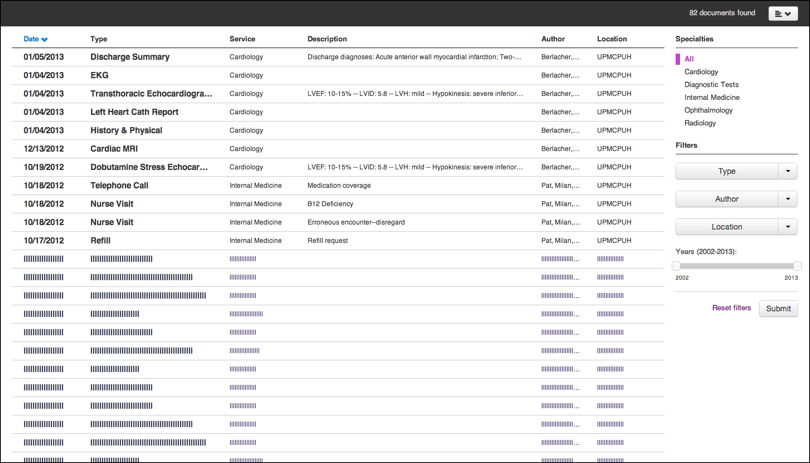 82 documents found
Date Type Service Description Author Location
01/05/2013 Discharge Summary Cardiology Discharge diagnoses: Acute anterior wall myocardial infarction; Two-… Berlacher,… UPMCPUH
01/04/2013 EKG Cardiology Berlacher,… UPMCPUH
01/04/2013 Transthoracic Echocardiogra… Cardiology LVEF: 10-15% -- LVID: 5.8 -- LVH: mild -- Hypokinesis: severe inferior… Berlacher,… UPMCPUH
01/04/2013 Left Heart Cath Report Cardiology Berlacher,… UPMCPUH
01/04/2013 History & Physical Cardiology Berlacher,… UPMCPUH
12/13/2012 Cardiac MRI Cardiology Berlacher,… UPMCPUH
10/19/2012 Dobutamine Stress Echocar… Cardiology LVEF: 10-15% -- LVID: 5.8 -- LVH: mild -- Hypokinesis: severe inferior… Berlacher,… UPMCPUH
10/18/2012 Telephone Call Internal Medicine Medication coverage Pat, Milan,… UPMCPUH
10/18/2012 Nurse Visit Internal Medicine B12 Deficiency Pat, Milan,… UPMCPUH
10/18/2012 Nurse Visit Internal Medicine Erroneous encounter--disregard Pat, Milan,… UPMCPUH
10/17/2012 Refill Internal Medicine Refill request Pat, Milan,… UPMCPUH
Specialties
All
Cardiology
Diagnostic Tests
Internal Medicine
Ophthalmology
Radiology
Filters
Type
Author
Location
Years (2002-2013):
2002 2013
Reset filters Submit